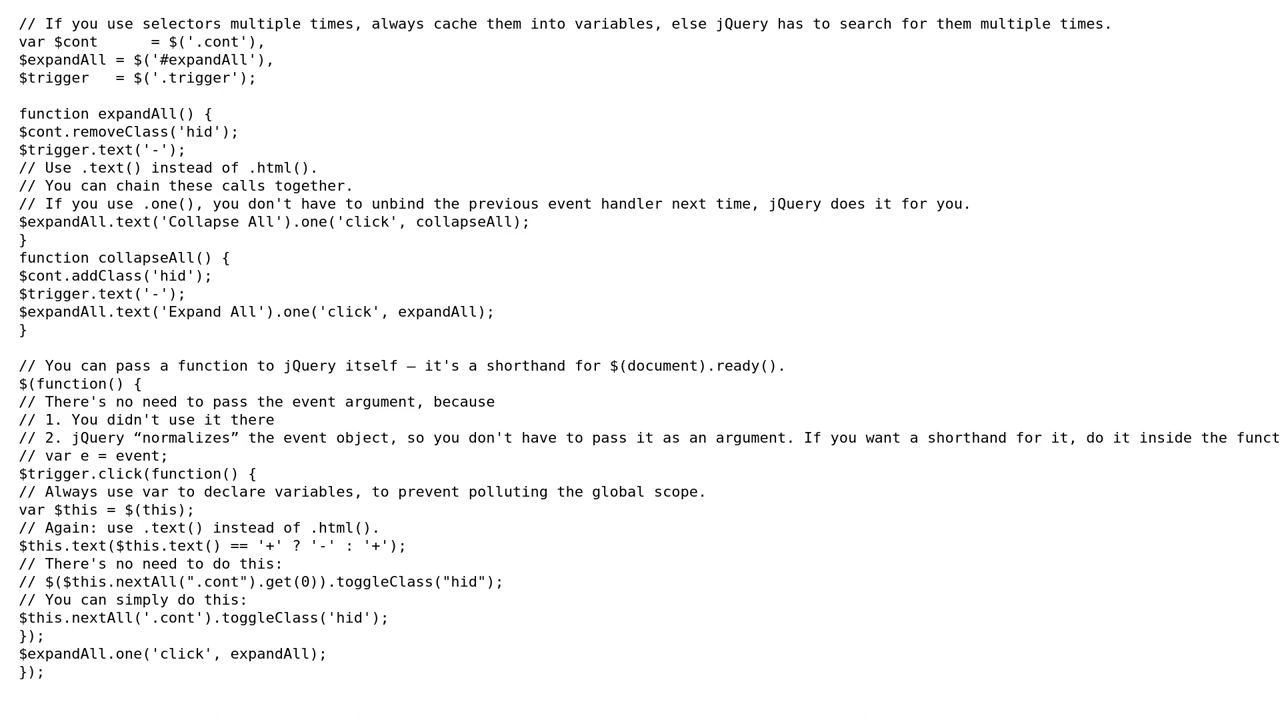 // If you use selectors multiple times, always cache them into variables, else jQuery has to search for them multiple times.
var $cont      = $('.cont'),
$expandAll = $('#expandAll'),
$trigger   = $('.trigger');

function expandAll() {
$cont.removeClass('hid');
$trigger.text('-');
// Use .text() instead of .html().
// You can chain these calls together.
// If you use .one(), you don't have to unbind the previous event handler next time, jQuery does it for you.
$expandAll.text('Collapse All').one('click', collapseAll);
}
function collapseAll() {
$cont.addClass('hid');
$trigger.text('-');
$expandAll.text('Expand All').one('click', expandAll);
}

// You can pass a function to jQuery itself – it's a shorthand for $(document).ready().
$(function() {
// There's no need to pass the event argument, because
// 1. You didn't use it there
// 2. jQuery “normalizes” the event object, so you don't have to pass it as an argument. If you want a shorthand for it, do it inside the funct
// var e = event;
$trigger.click(function() {
// Always use var to declare variables, to prevent polluting the global scope.
var $this = $(this);
// Again: use .text() instead of .html().
$this.text($this.text() == '+' ? '-' : '+');
// There's no need to do this:
// $($this.nextAll(".cont").get(0)).toggleClass("hid");
// You can simply do this:
$this.nextAll('.cont').toggleClass('hid');
});
$expandAll.one('click', expandAll);
});